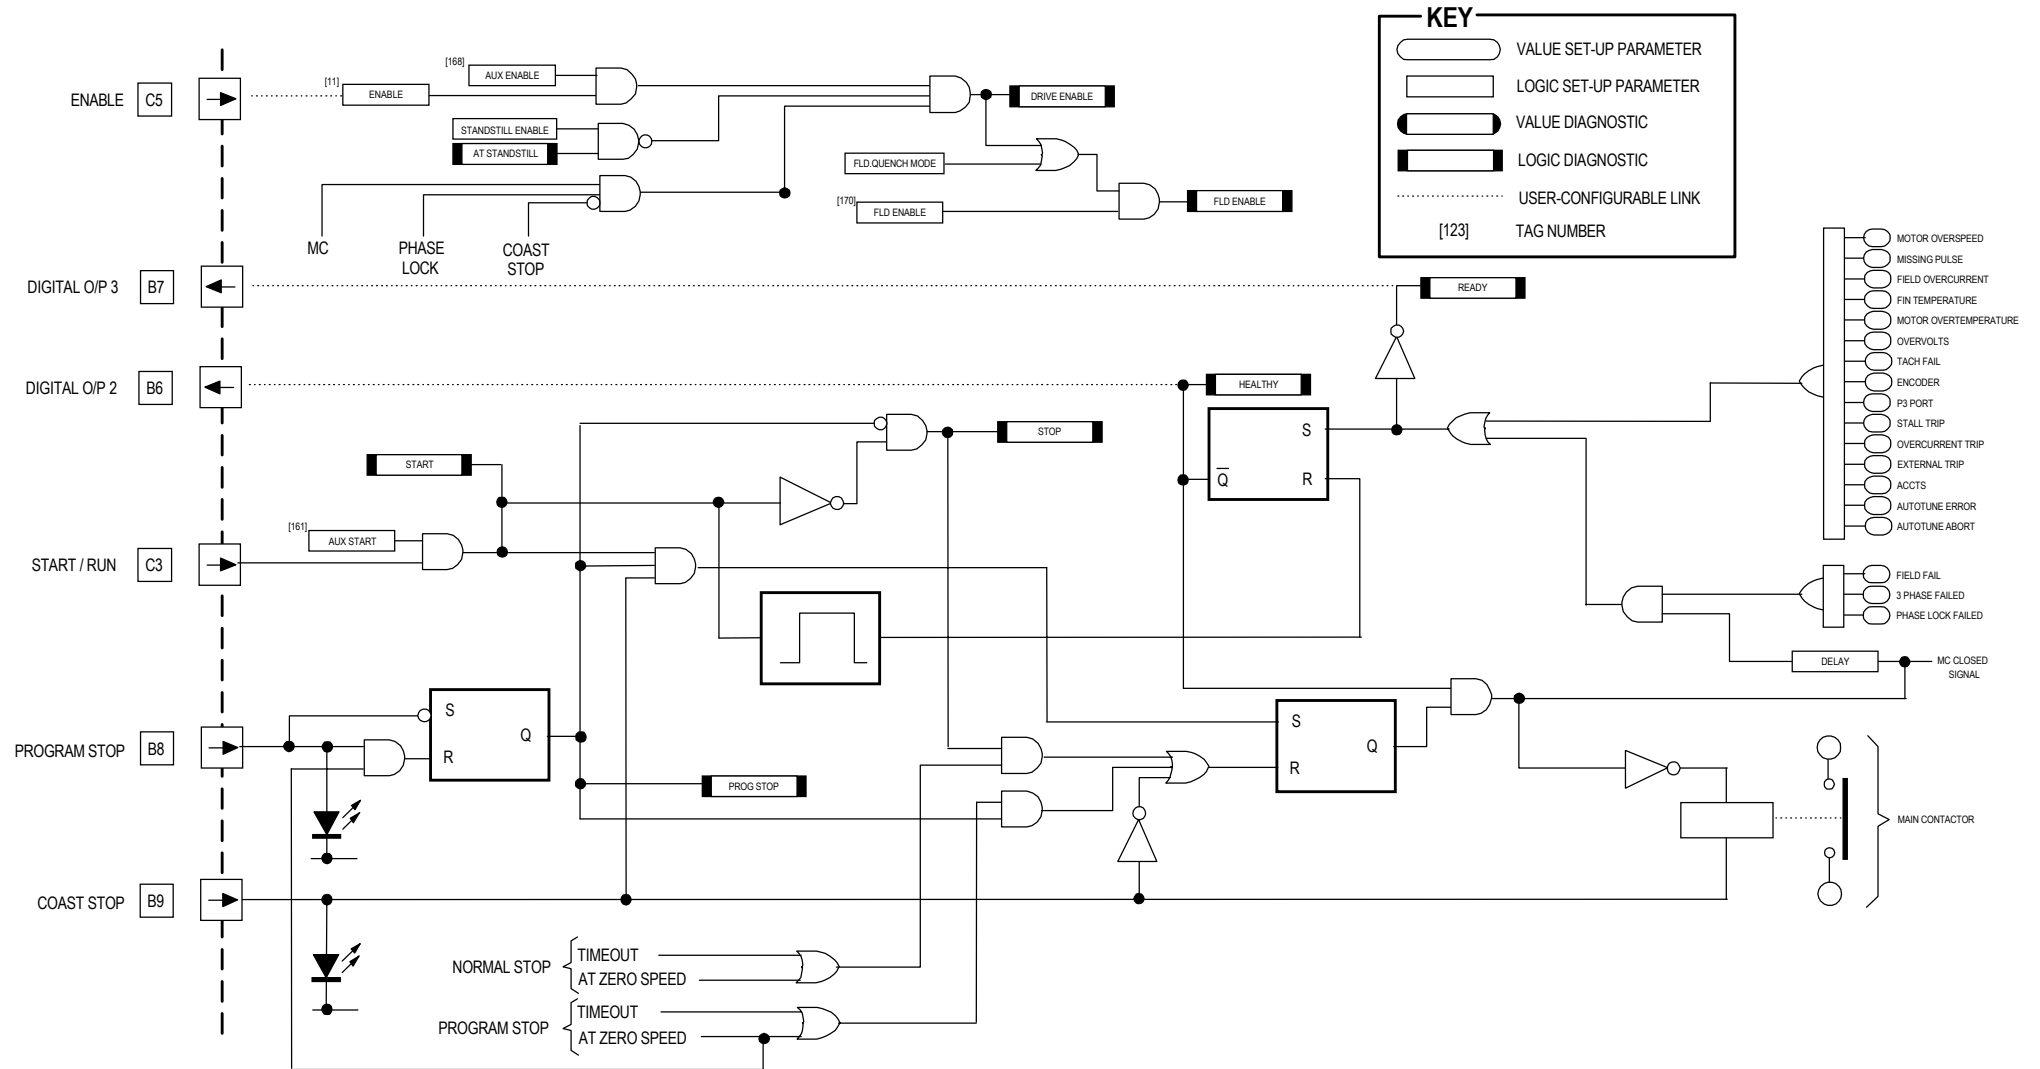 KEY
VALUE SET-UP PARAMETER
LOGIC SET-UP PARAMETER
VALUE DIAGNOSTIC
LOGIC DIAGNOSTIC
USER-CONFIGURABLE LINK
[123] TAG NUMBER
ENABLE C5
[11]
ENABLE
[168]
AUX ENABLE
STANDSTILL ENABLE
AT STANDSTILL
MC
PHASE
LOCK
COAST
STOP
DRIVE ENABLE
FLD.QUENCH MODE
[170]
FLD ENABLE
FLD ENABLE
DIGITAL O/P 3 B7
READY
DIGITAL O/P 2 B6
HEALTHY
S
Q
R
STOP
START
[161]
AUX START
START / RUN C3
MOTOR OVERSPEED
MISSING PULSE
FIELD OVERCURRENT
FIN TEMPERATURE
MOTOR OVERTEMPERATURE
OVERVOLTS
TACH FAIL
ENCODER
P3 PORT
STALL TRIP
OVERCURRENT TRIP
EXTERNAL TRIP
ACCTS
AUTOTUNE ERROR
AUTOTUNE ABORT
FIELD FAIL
3 PHASE FAILED
PHASE LOCK FAILED
DELAY
MC CLOSED
SIGNAL
PROGRAM STOP B8
S
Q
R
PROG STOP
S
Q
R
MAIN CONTACTOR
COAST STOP B9
NORMAL STOP
TIMEOUT
AT ZERO SPEED
PROGRAM STOP
TIMEOUT
AT ZERO SPEED